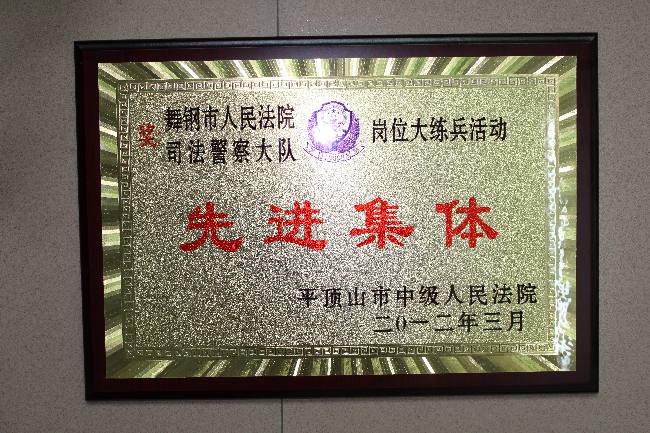 奖
舞钢市人民法院
司法警察大队
岗位大练兵活动
先进集体
平顶山市中级人民法院
二0一二年三月